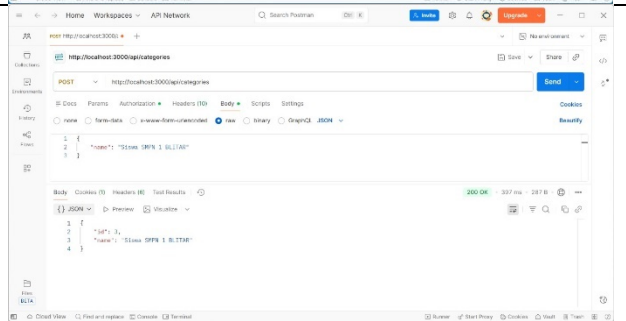 Home Workspaces API Network
Search Postman
Ctrl K
Invite
Upgrade
POST http://localhost:3000/
No environment
http://localhost:3000/api/categories
Save
Share
POST
http://localhost:3000/api/categories
Send
Docs Params Authorization Headers (10) Body Scripts Settings
Cookies
none form-data x-www-form-urlencoded raw binary GraphQL JSON
Beautify
1 {
2 "name": "Siswa SMPN 1 BLITAR"
3 }
Collections
Environments
History
Flows
Body Cookies (1) Headers (8) Test Results
200 OK
287 B
{} JSON Preview Visualize
1 {
2 "id": 3,
3 "name": "Siswa SMPN 1 BLITAR"
4 }
Files
BETA
Cloud View Find and replace Console Terminal
Runner Start Proxy Cookies Vault Trash